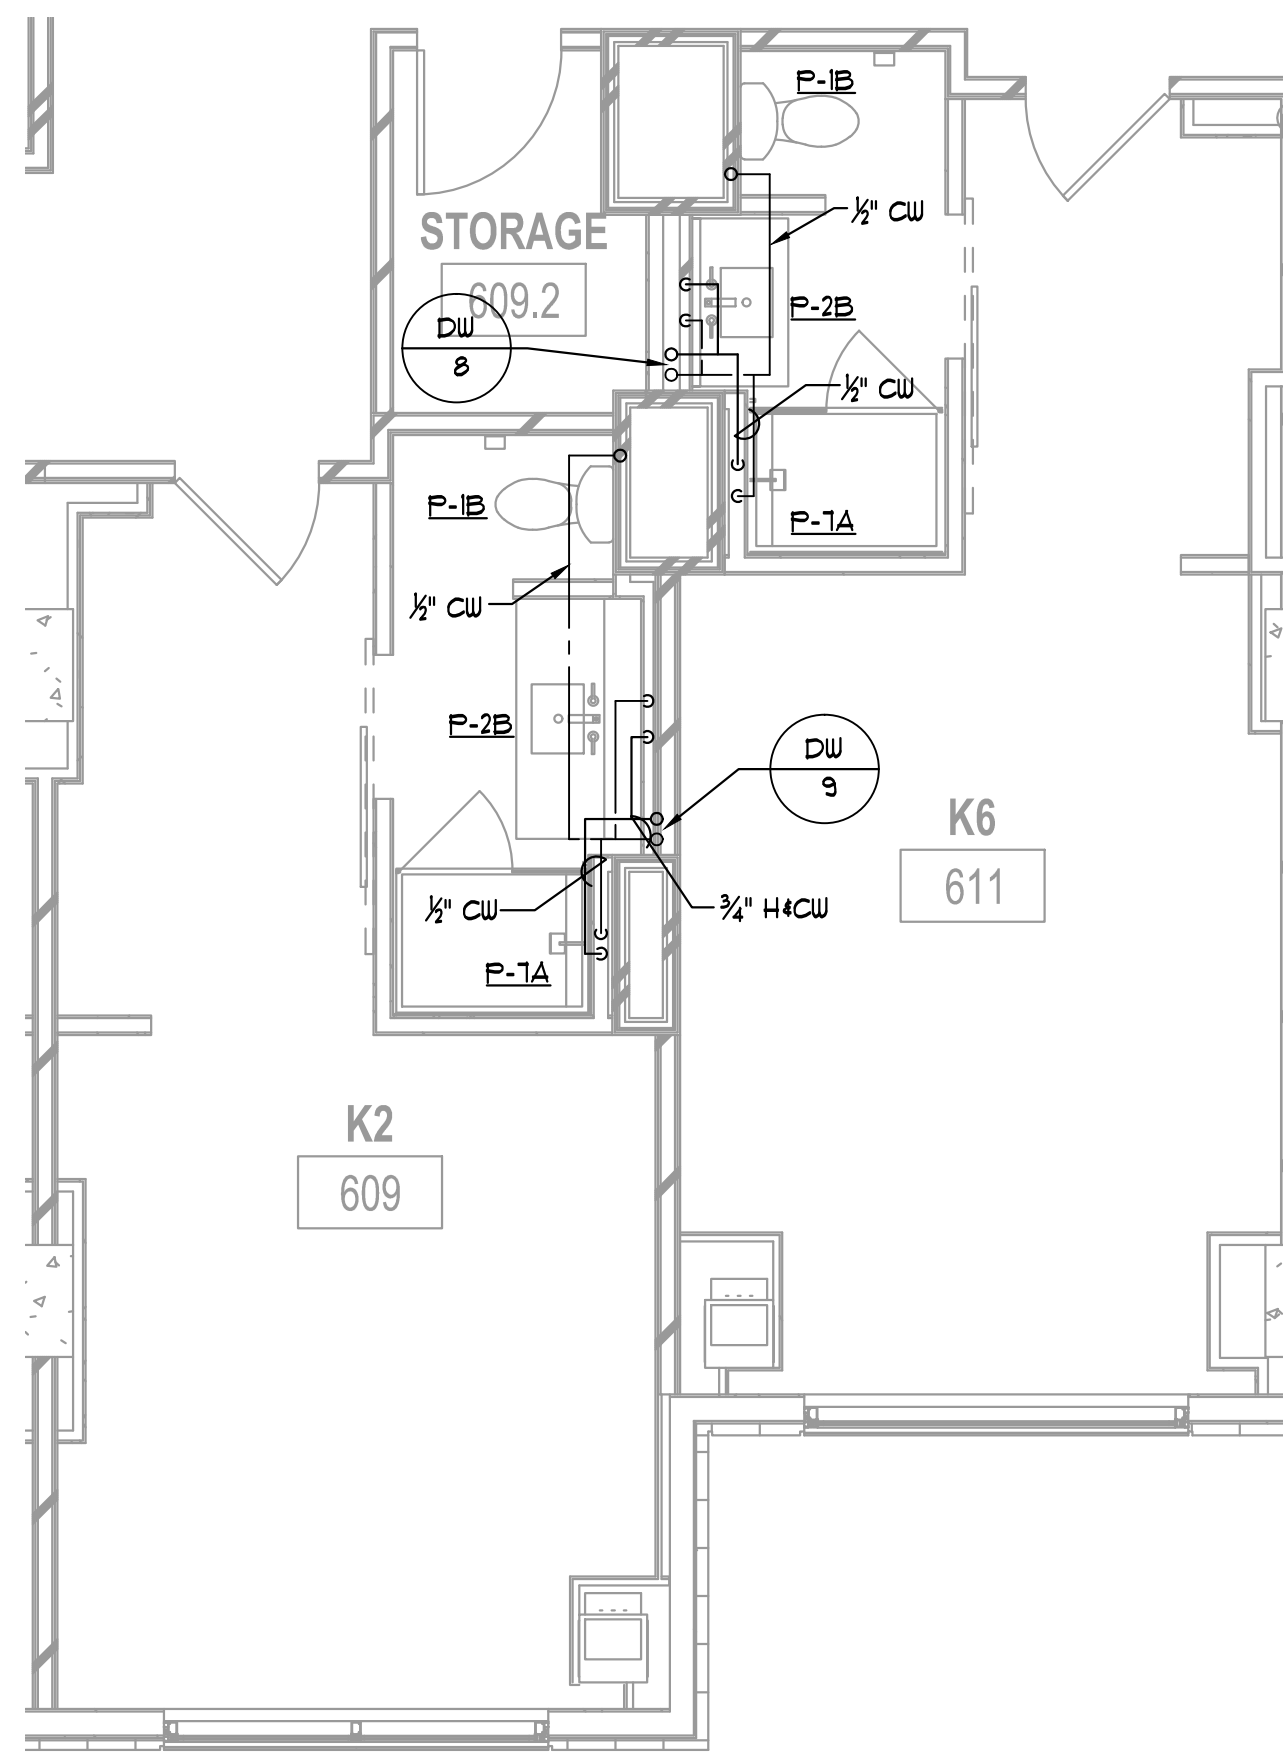 P-1B
½" CW
STORAGE
609.2
DW
8
P-2B
½" CW
P-1B
P-7A
½" CW
P-2B
DW
9
K6
611
½" CW
¾" H&CW
P-7A
K2
609